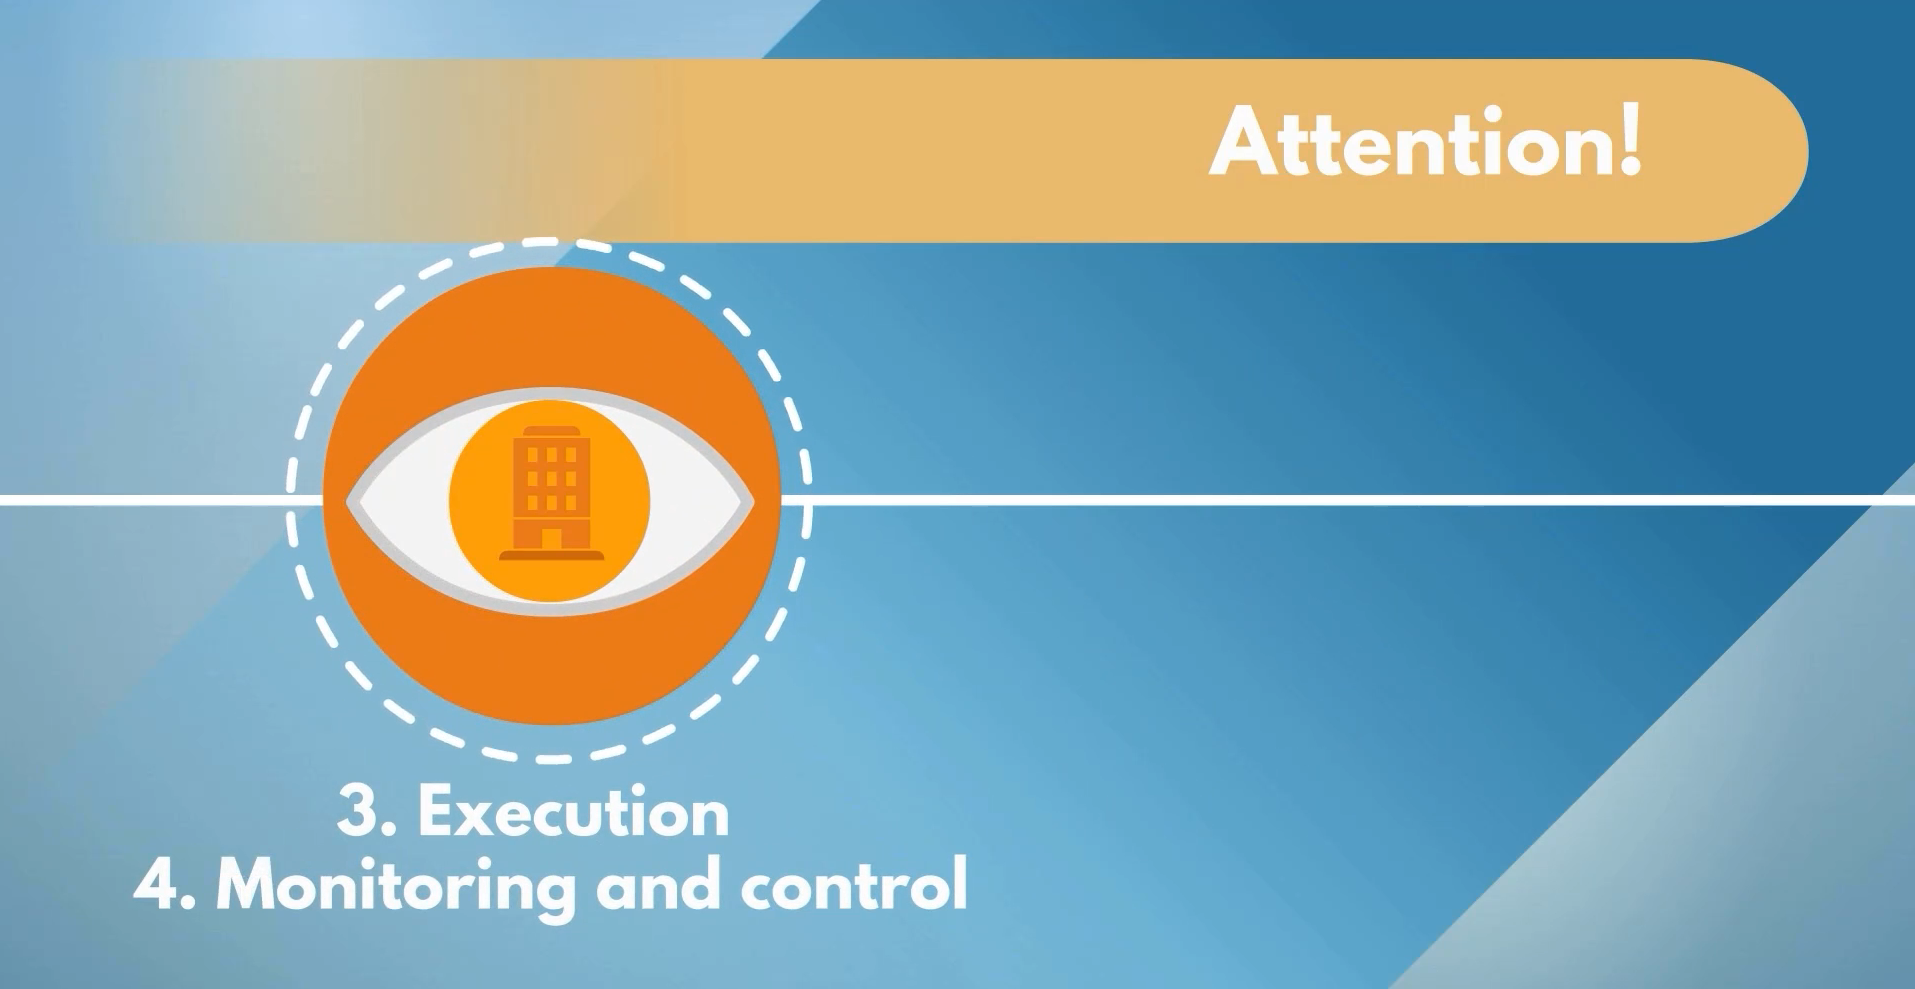 Attention!
3. Execution
4. Monitoring and control